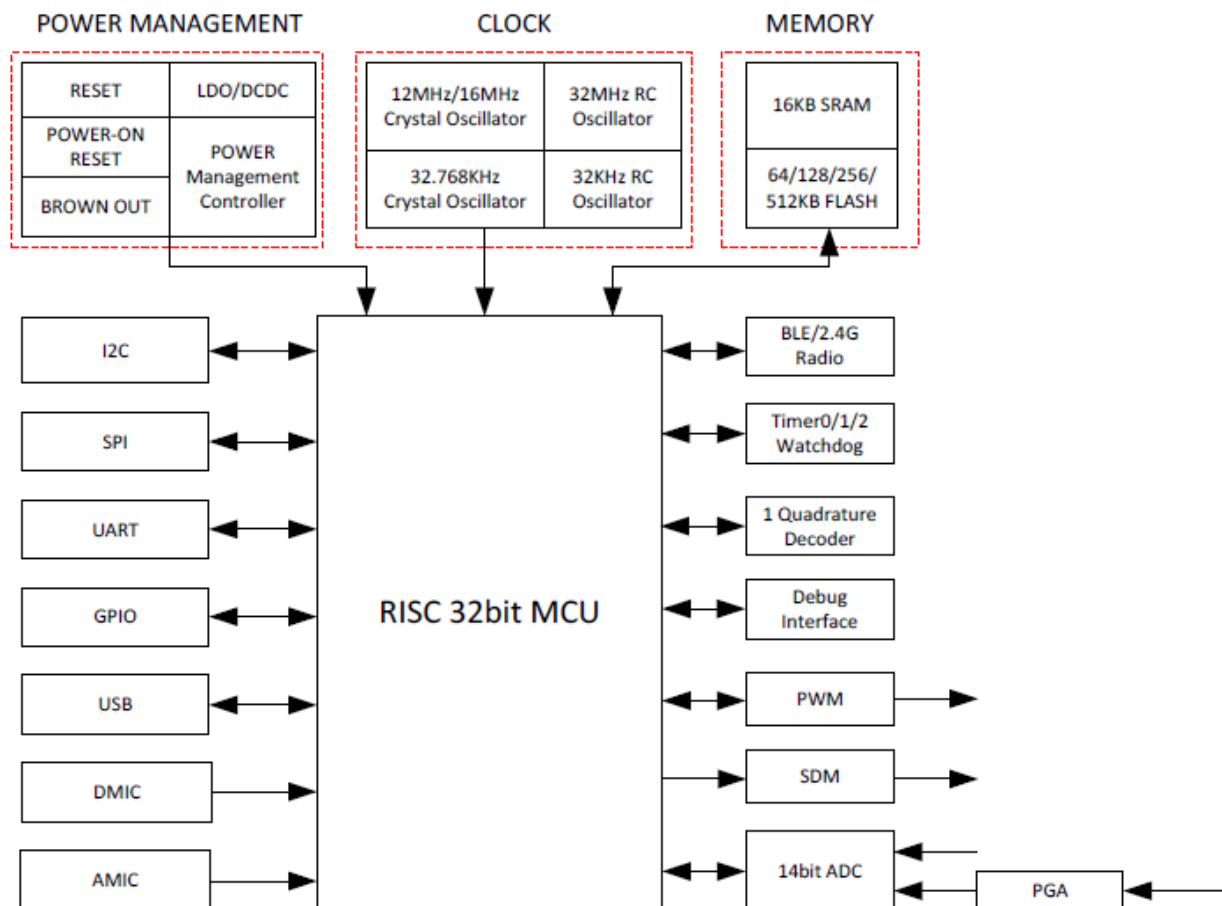 POWER MANAGEMENT
CLOCK
MEMORY
RESET
LDO/DCDC
POWER-ON
RESET
BROWN OUT
POWER
Management
Controller
12MHz/16MHz
Crystal Oscillator
32MHz RC
Oscillator
32.768KHz
Crystal Oscillator
32KHz RC
Oscillator
16KB SRAM
64/128/256/
512KB FLASH
I2C
SPI
UART
GPIO
USB
DMIC
AMIC
RISC 32bit MCU
BLE/2.4G
Radio
Timer0/1/2
Watchdog
1 Quadrature
Decoder
Debug
Interface
PWM
SDM
14bit ADC
PGA